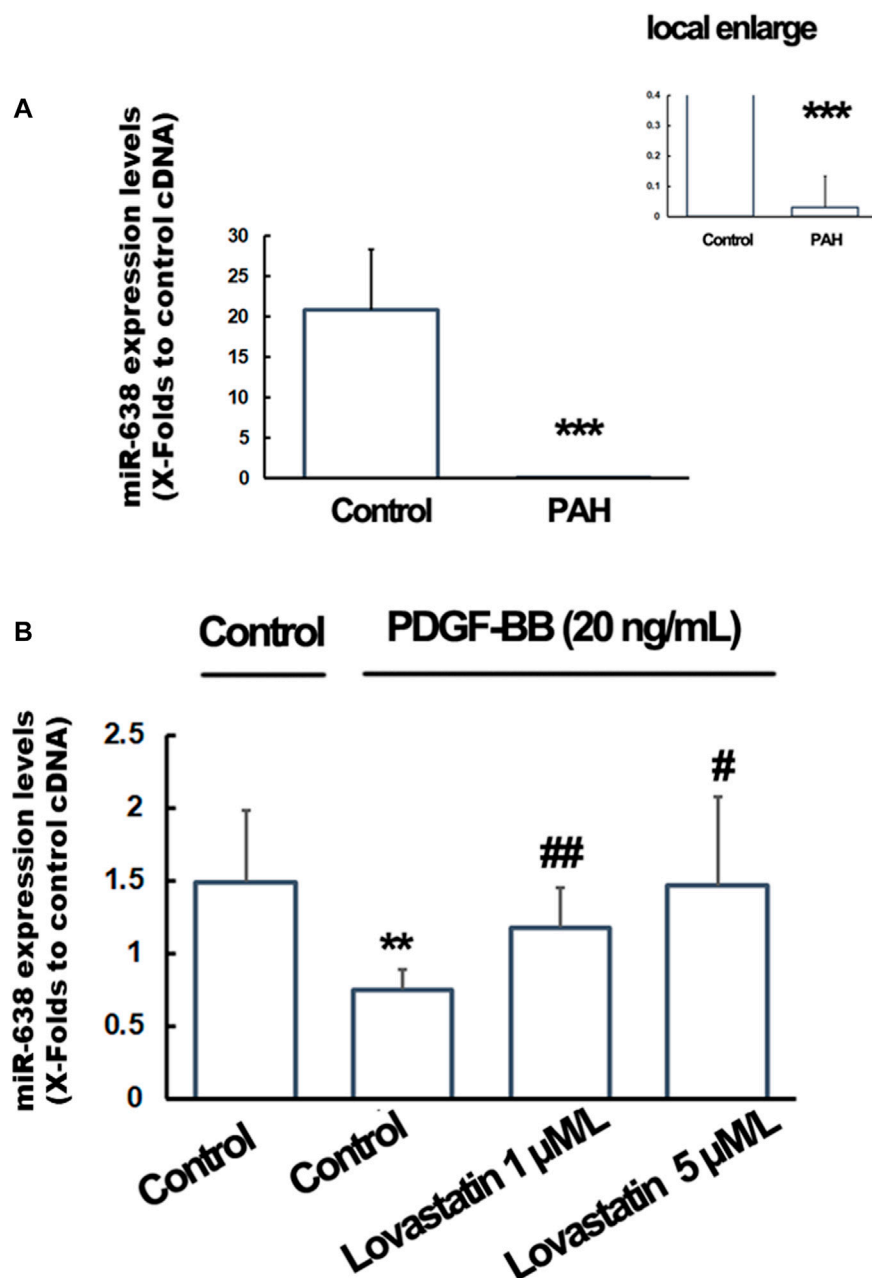 local enlarge
A
0.4
0.3
0.2
0.1
0
***
Control PAH
miR-638 expression levels
(X-Folds to control cDNA)
30
25
20
15
10
5
0
***
Control PAH
B
Control PDGF-BB (20 ng/mL)
miR-638 expression levels
(X-Folds to control cDNA)
2.5
2
1.5
1
0.5
0
**
##
#
Control
Control
Lovastatin 1 µM/L
Lovastatin 5 µM/L